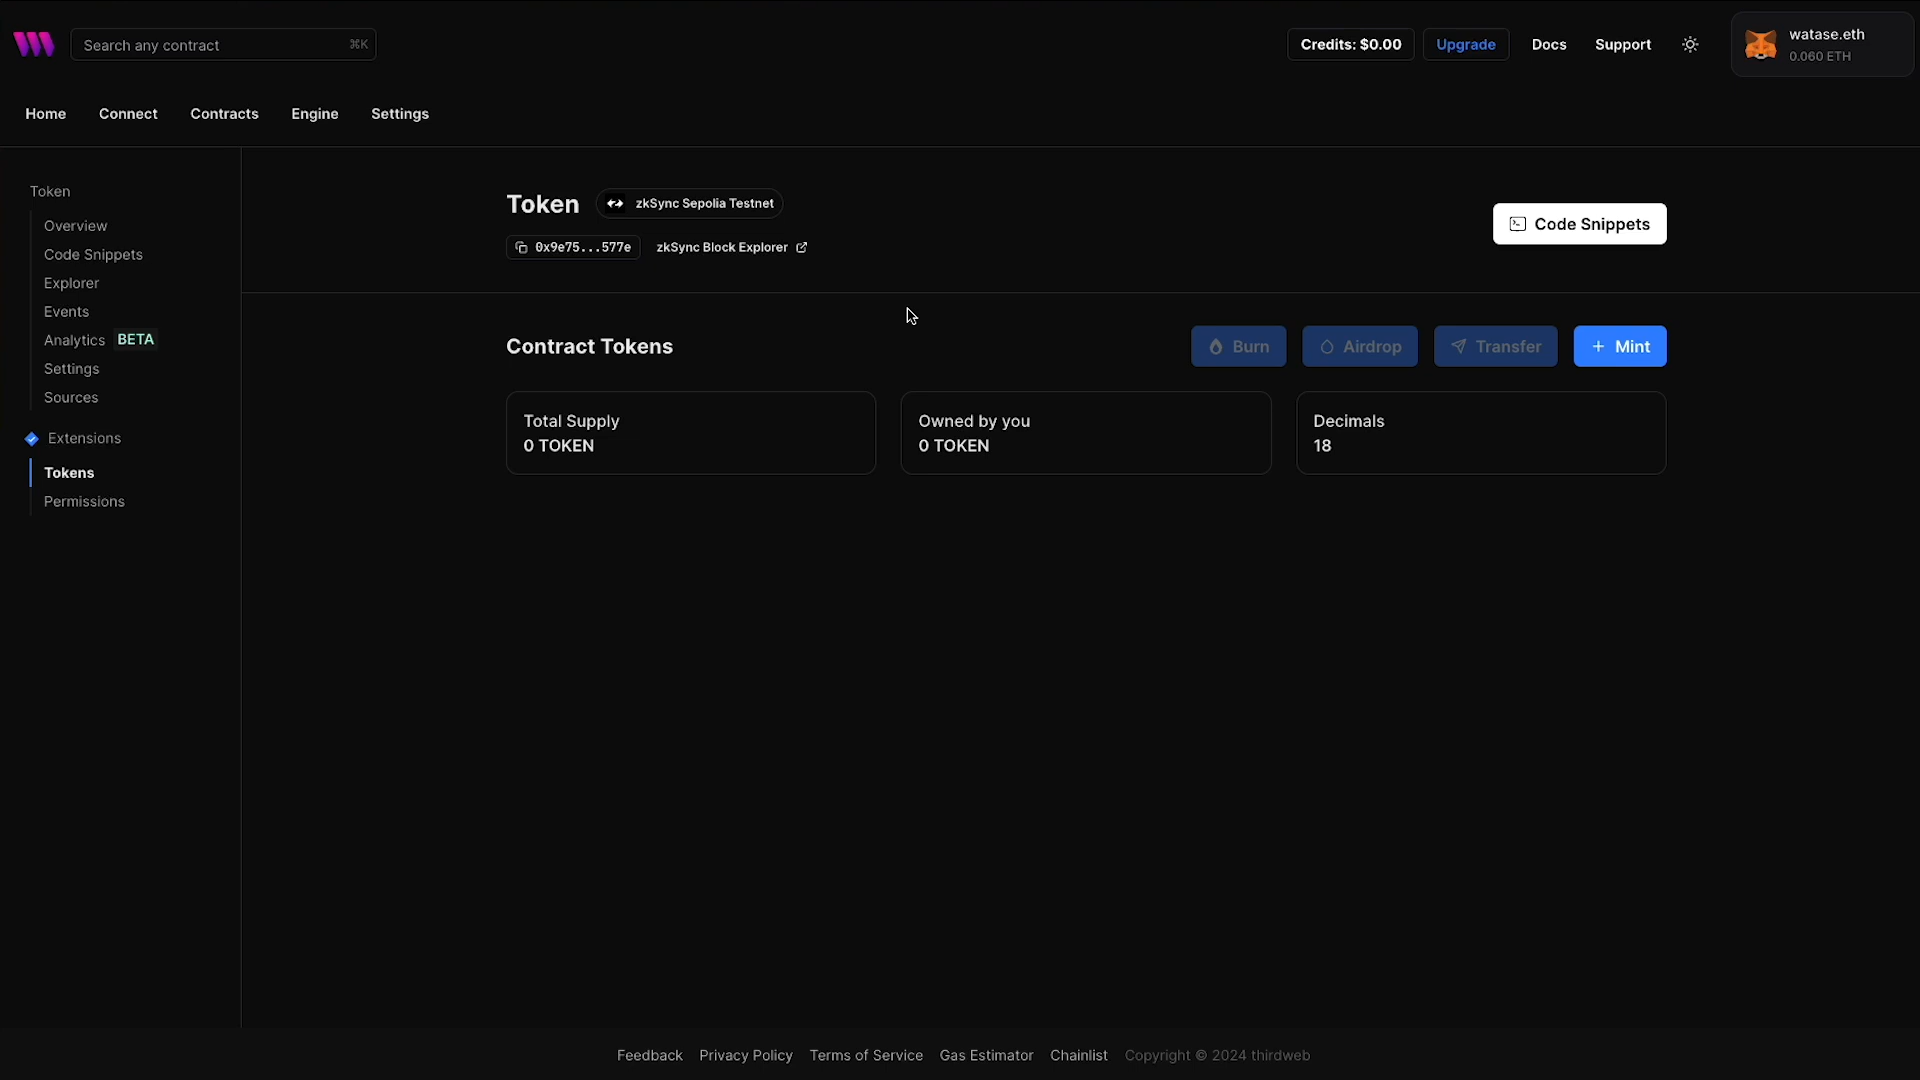 Search any contract ⌘K
Credits: $0.00
Upgrade
Docs
Support
watase.eth
0.060 ETH
Home
Connect
Contracts
Engine
Settings
Token
Overview
Code Snippets
Explorer
Events
Analytics BETA
Settings
Sources
Extensions
Tokens
Permissions
Token
zkSync Sepolia Testnet
0x9e75...577e
zkSync Block Explorer
Code Snippets
Contract Tokens
Burn
Airdrop
Transfer
+ Mint
Total Supply
0 TOKEN
Owned by you
0 TOKEN
Decimals
18
Feedback
Privacy Policy
Terms of Service
Gas Estimator
Chainlist
Copyright © 2024 thirdweb